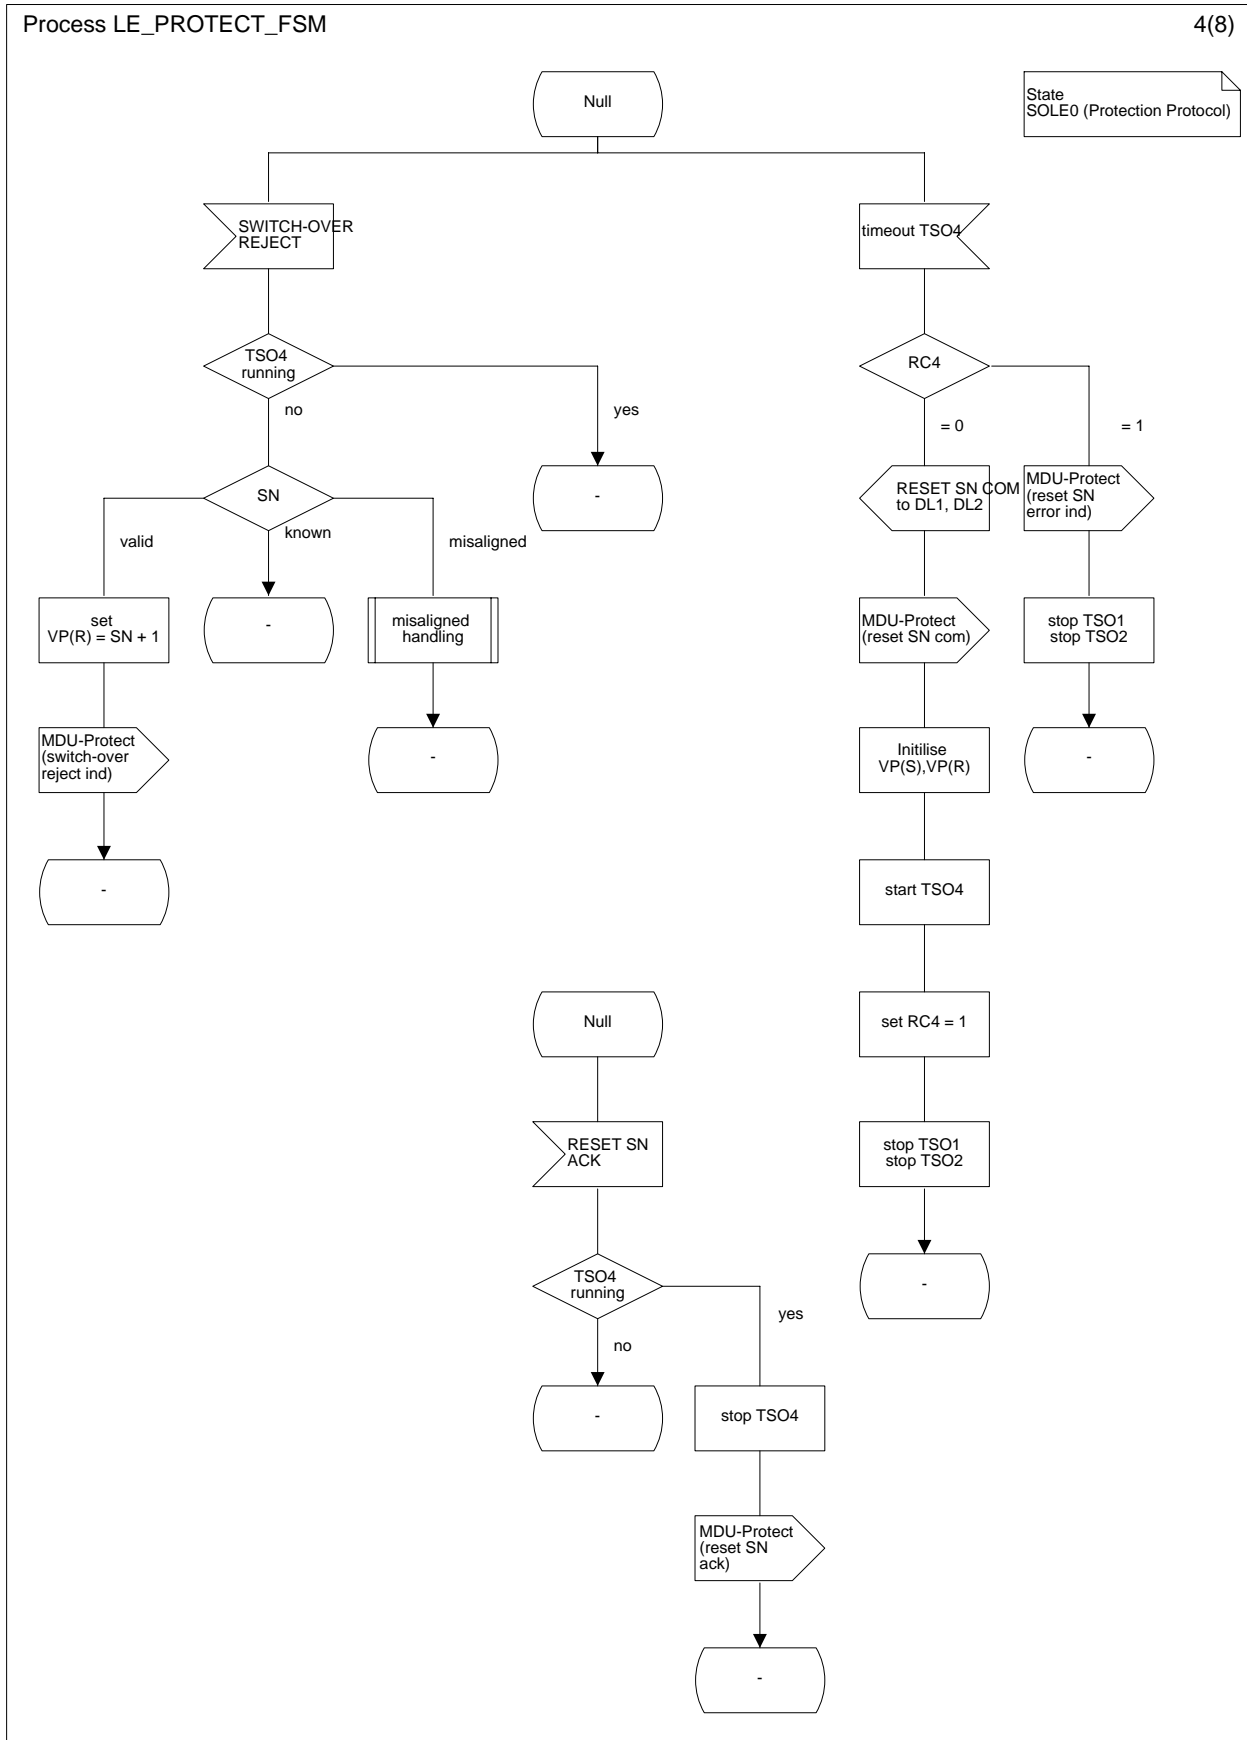 Process LE_PROTECT_FSM
4(8)
Null
State
SOLE0 (Protection Protocol)
SWITCH-OVER
REJECT
timeout TSO4
TSO4
running
RC4
no
yes
= 0
= 1
SN
-
RESET SN COM
to DL1, DL2
MDU-Protect
(reset SN
error ind)
valid
known
misaligned
set
VP(R) = SN + 1
-
misaligned
handling
MDU-Protect
(reset SN com)
stop TSO1
stop TSO2
MDU-Protect
(switch-over
reject ind)
-
Initilise
VP(S),VP(R)
-
-
start TSO4
Null
set RC4 = 1
RESET SN
ACK
stop TSO1
stop TSO2
TSO4
running
-
yes
no
-
stop TSO4
MDU-Protect
(reset SN
ack)
-